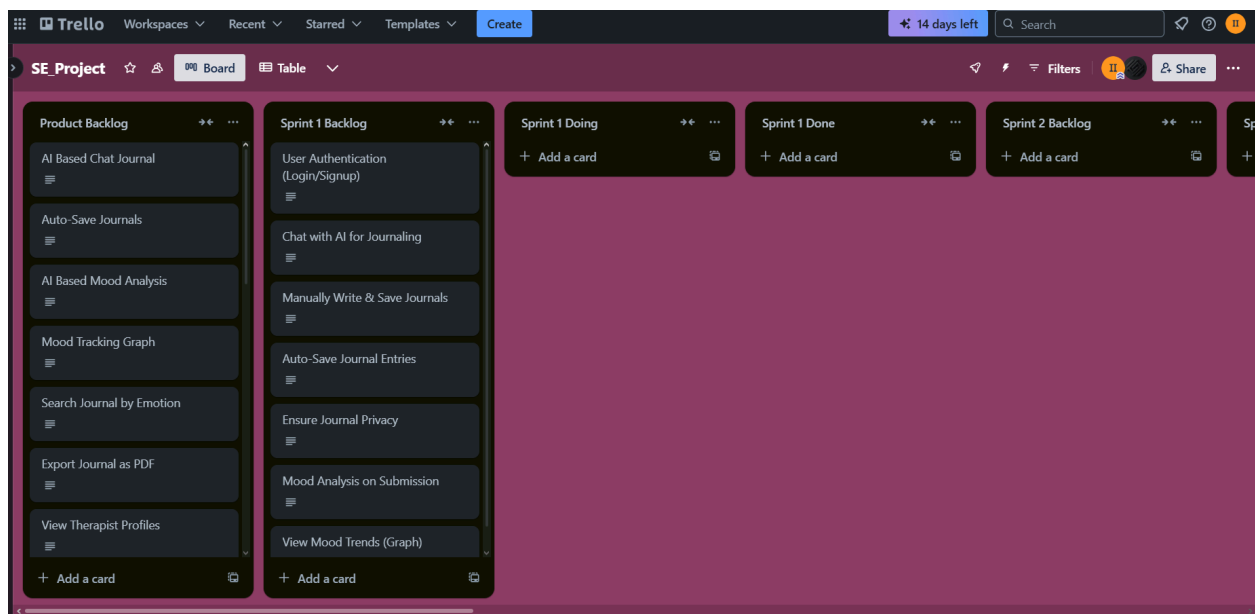 Trello Workspaces Recent Starred Templates Create 14 days left Search II
SE_Project Board Table Filters II Share
Product Backlog
AI Based Chat Journal
Auto-Save Journals
AI Based Mood Analysis
Mood Tracking Graph
Search Journal by Emotion
Export Journal as PDF
View Therapist Profiles
+ Add a card
Sprint 1 Backlog
User Authentication
(Login/Signup)
Chat with AI for Journaling
Manually Write & Save Journals
Auto-Save Journal Entries
Ensure Journal Privacy
Mood Analysis on Submission
View Mood Trends (Graph)
+ Add a card
Sprint 1 Doing
+ Add a card
Sprint 1 Done
+ Add a card
Sprint 2 Backlog
+ Add a card
Sp
+